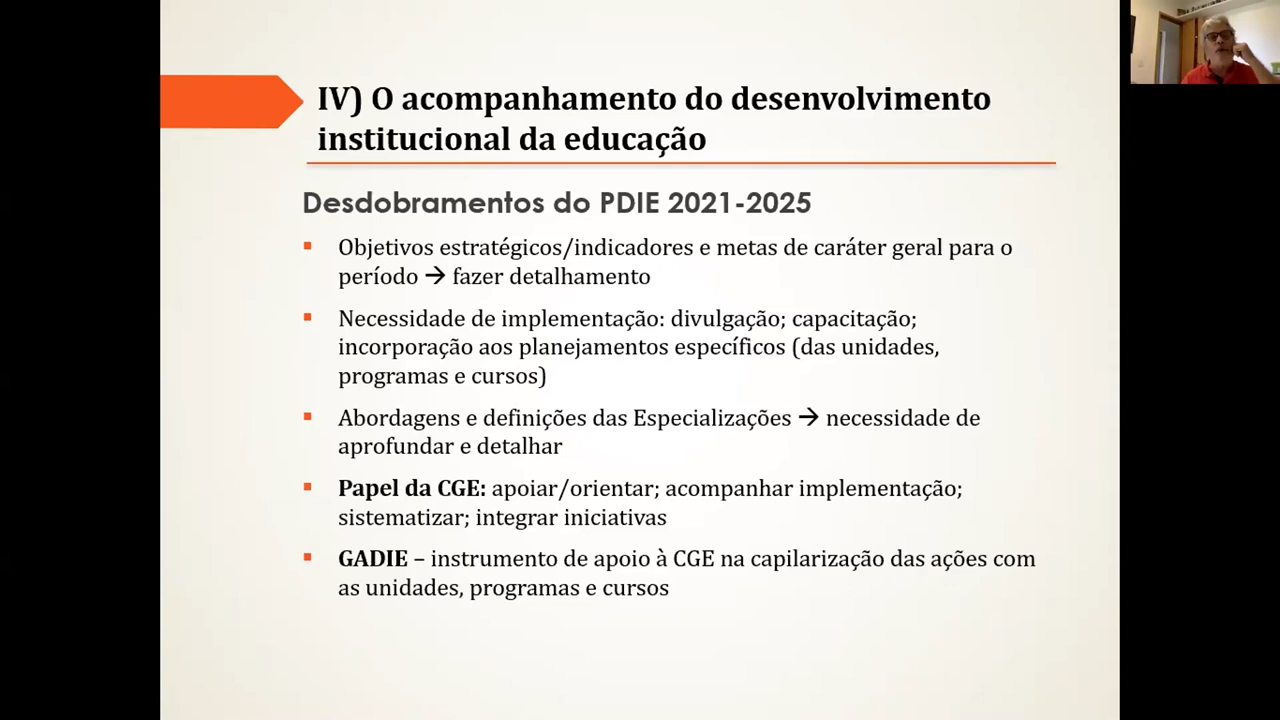 IV) O acompanhamento do desenvolvimento
institucional da educação
Desdobramentos do PDIE 2021-2025
▪ Objetivos estratégicos/indicadores e metas de caráter geral para o
período → fazer detalhamento
▪ Necessidade de implementação: divulgação; capacitação;
incorporação aos planejamentos específicos (das unidades,
programas e cursos)
▪ Abordagens e definições das Especializações → necessidade de
aprofundar e detalhar
▪ Papel da CGE: apoiar/orientar; acompanhar implementação;
sistematizar; integrar iniciativas
▪ GADIE – instrumento de apoio à CGE na capilarização das ações com
as unidades, programas e cursos